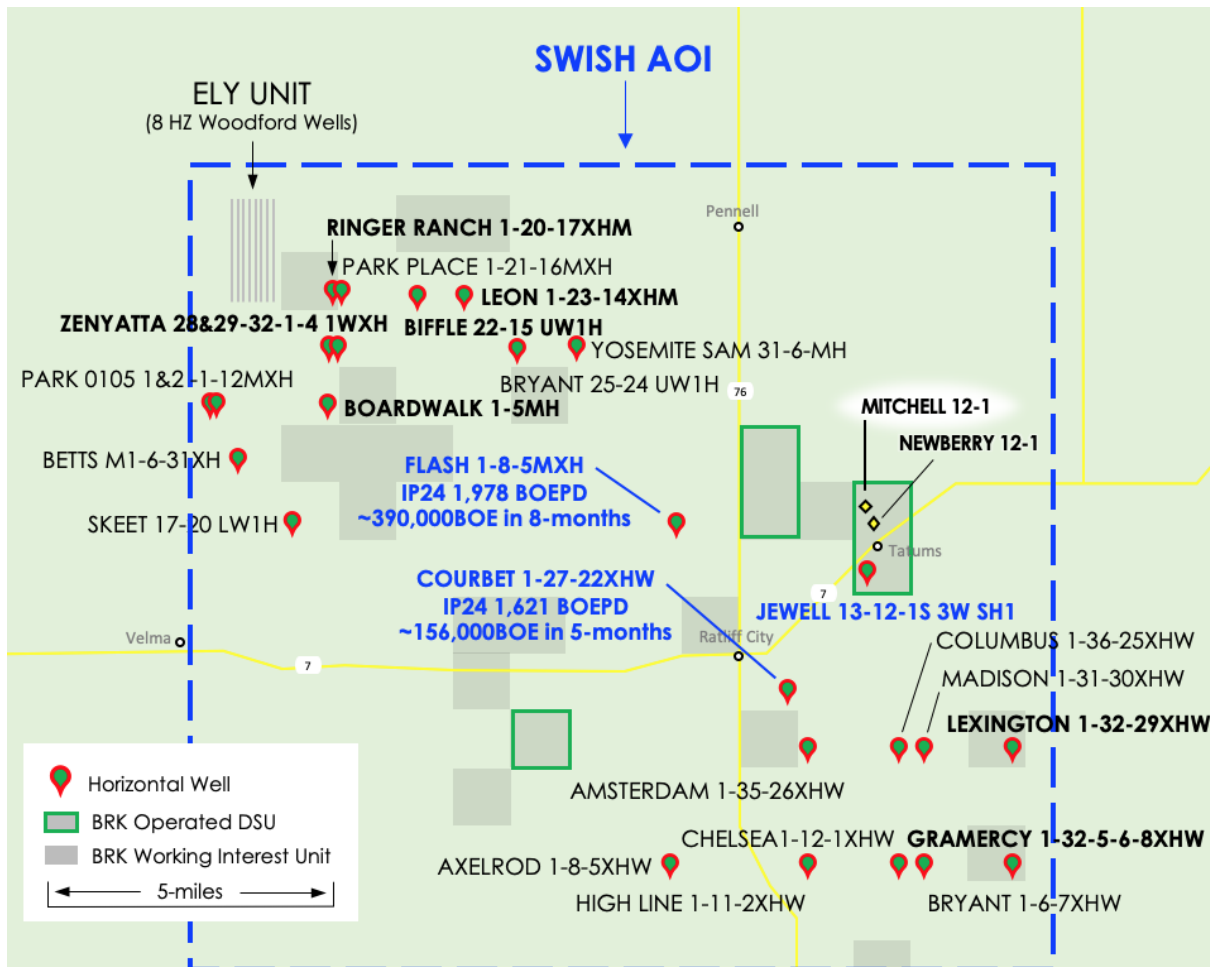 SWISH AOI
ELY UNIT
(8 HZ Woodford Wells)
Pennell
RINGER RANCH 1-20-17XHM
PARK PLACE 1-21-16MXH
LEON 1-23-14XHM
ZENYATTA 28&29-32-1-4 1WXH
BIFFLE 22-15 UW1H
YOSEMITE SAM 31-6-MH
PARK 0105 1&2 -1-12MXH
BRYANT 25-24 UW1H
76
BOARDWALK 1-5MH
MITCHELL 12-1
NEWBERRY 12-1
BETTS M1-6-31XH
FLASH 1-8-5MXH
IP24 1,978 BOEPD
~390,000BOE in 8-months
SKEET 17-20 LW1H
Tatums
COURBET 1-27-22XHW
IP24 1,621 BOEPD
~156,000BOE in 5-months
7
JEWELL 13-12-1S 3W SH1
Velma
Ratliff City
COLUMBUS 1-36-25XHW
7
MADISON 1-31-30XHW
LEXINGTON 1-32-29XHW
Horizontal Well
BRK Operated DSU
BRK Working Interest Unit
5-miles
AMSTERDAM 1-35-26XHW
CHELSEA1-12-1XHW
GRAMERCY 1-32-5-6-8XHW
AXELROD 1-8-5XHW
HIGH LINE 1-11-2XHW
BRYANT 1-6-7XHW